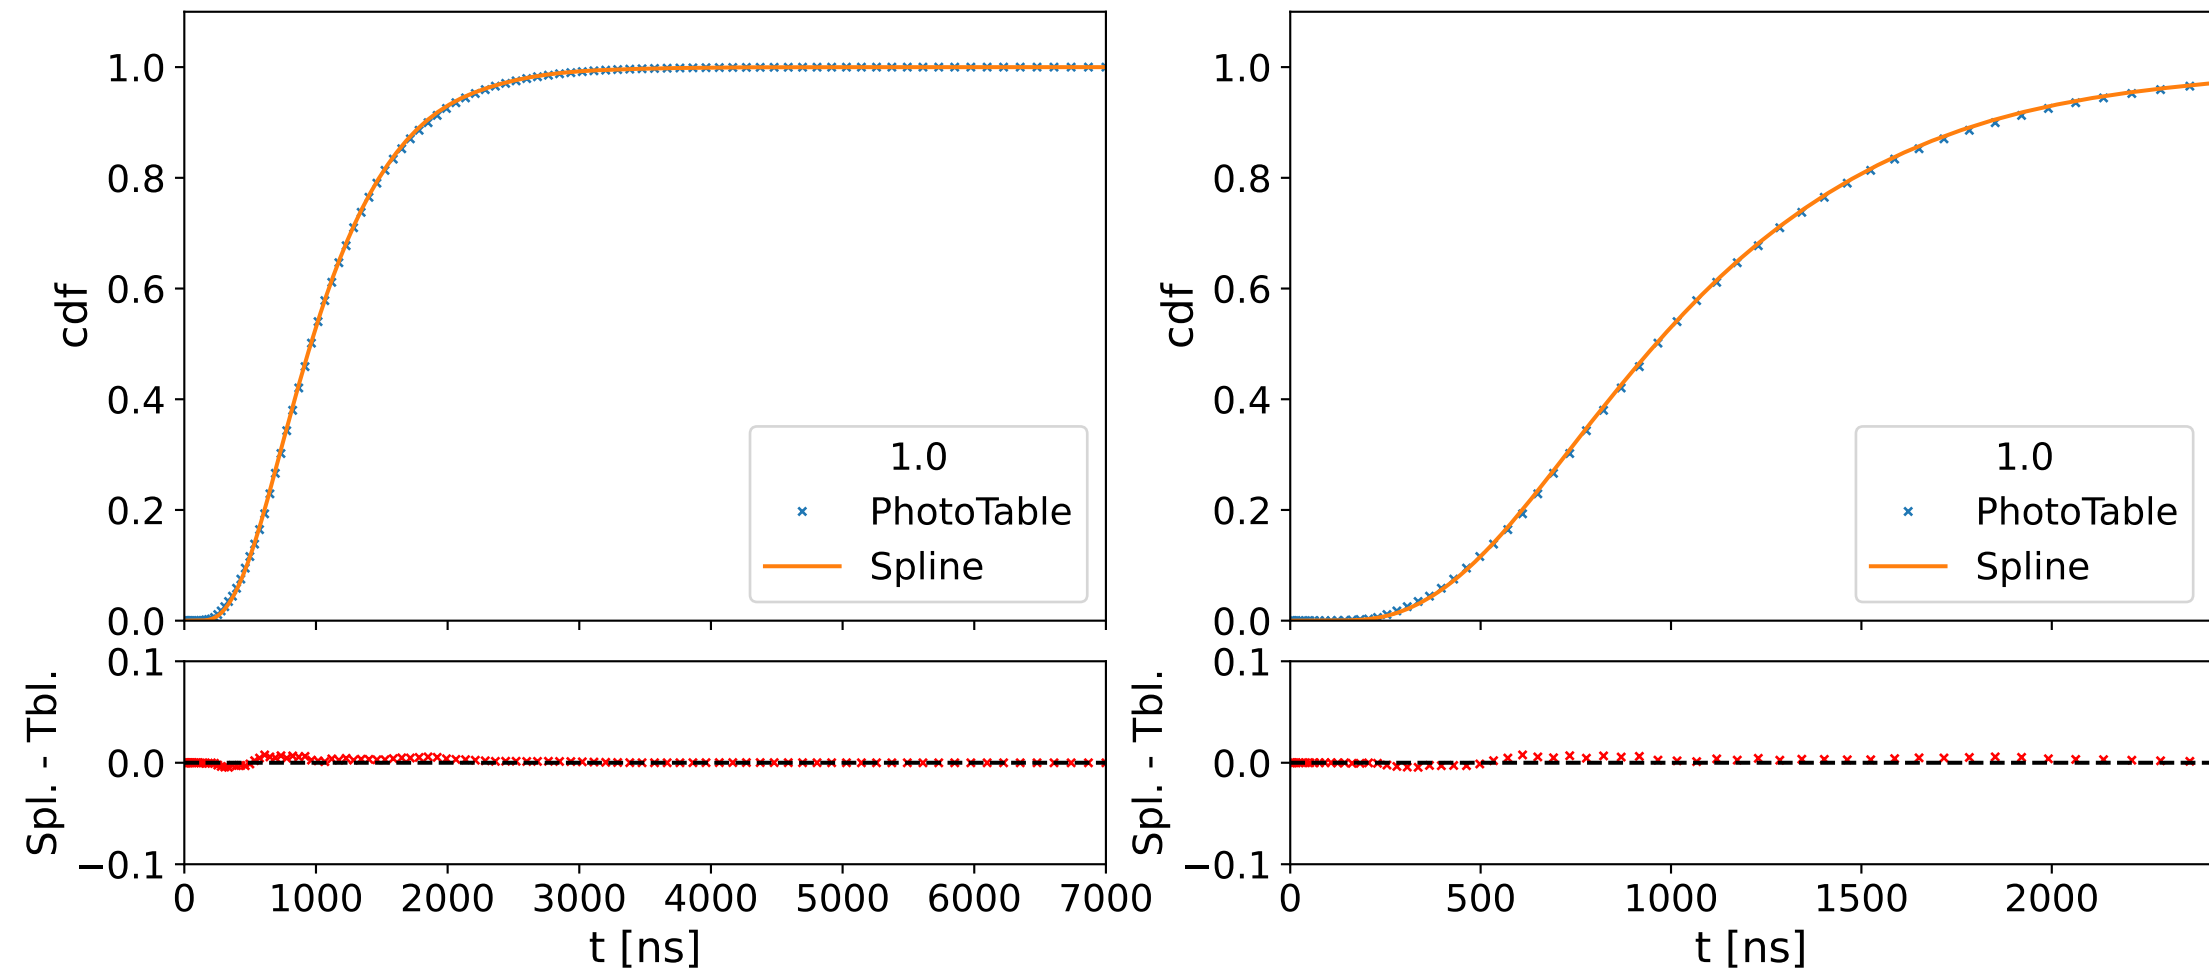 1.0
0.8
0.6
0.4
0.2
0.0
cdf
1.0
PhotoTable
Spline
0.1
0.0
−0.1
Spl. - Tbl.
0 1000 2000 3000 4000 5000 6000 7000
t [ns]
1.0
0.8
0.6
0.4
0.2
0.0
cdf
1.0
PhotoTable
Spline
0.1
0.0
−0.1
Spl. - Tbl.
0 500 1000 1500 2000
t [ns]